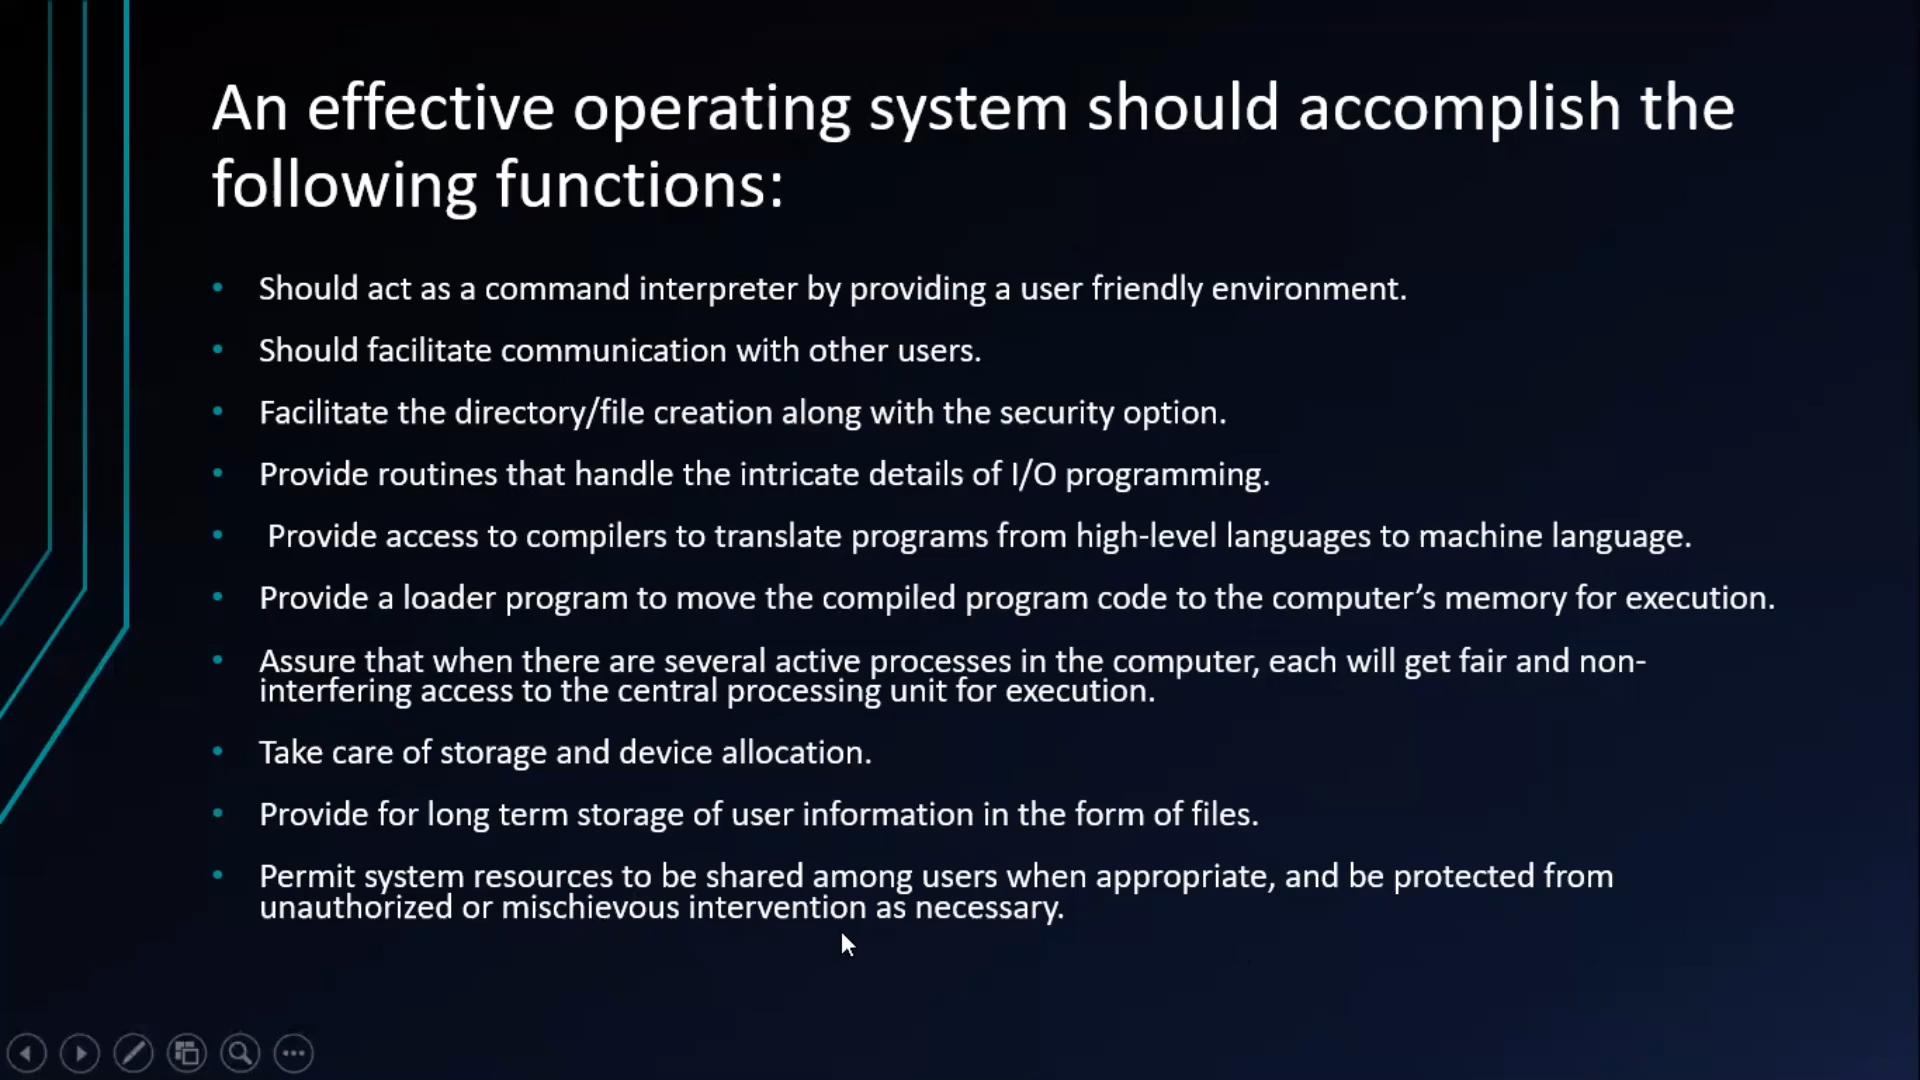 An effective operating system should accomplish the
following functions:
• Should act as a command interpreter by providing a user friendly environment.
• Should facilitate communication with other users.
• Facilitate the directory/file creation along with the security option.
• Provide routines that handle the intricate details of I/O programming.
• Provide access to compilers to translate programs from high-level languages to machine language.
• Provide a loader program to move the compiled program code to the computer’s memory for execution.
• Assure that when there are several active processes in the computer, each will get fair and non-
interfering access to the central processing unit for execution.
• Take care of storage and device allocation.
• Provide for long term storage of user information in the form of files.
• Permit system resources to be shared among users when appropriate, and be protected from
unauthorized or mischievous intervention as necessary.